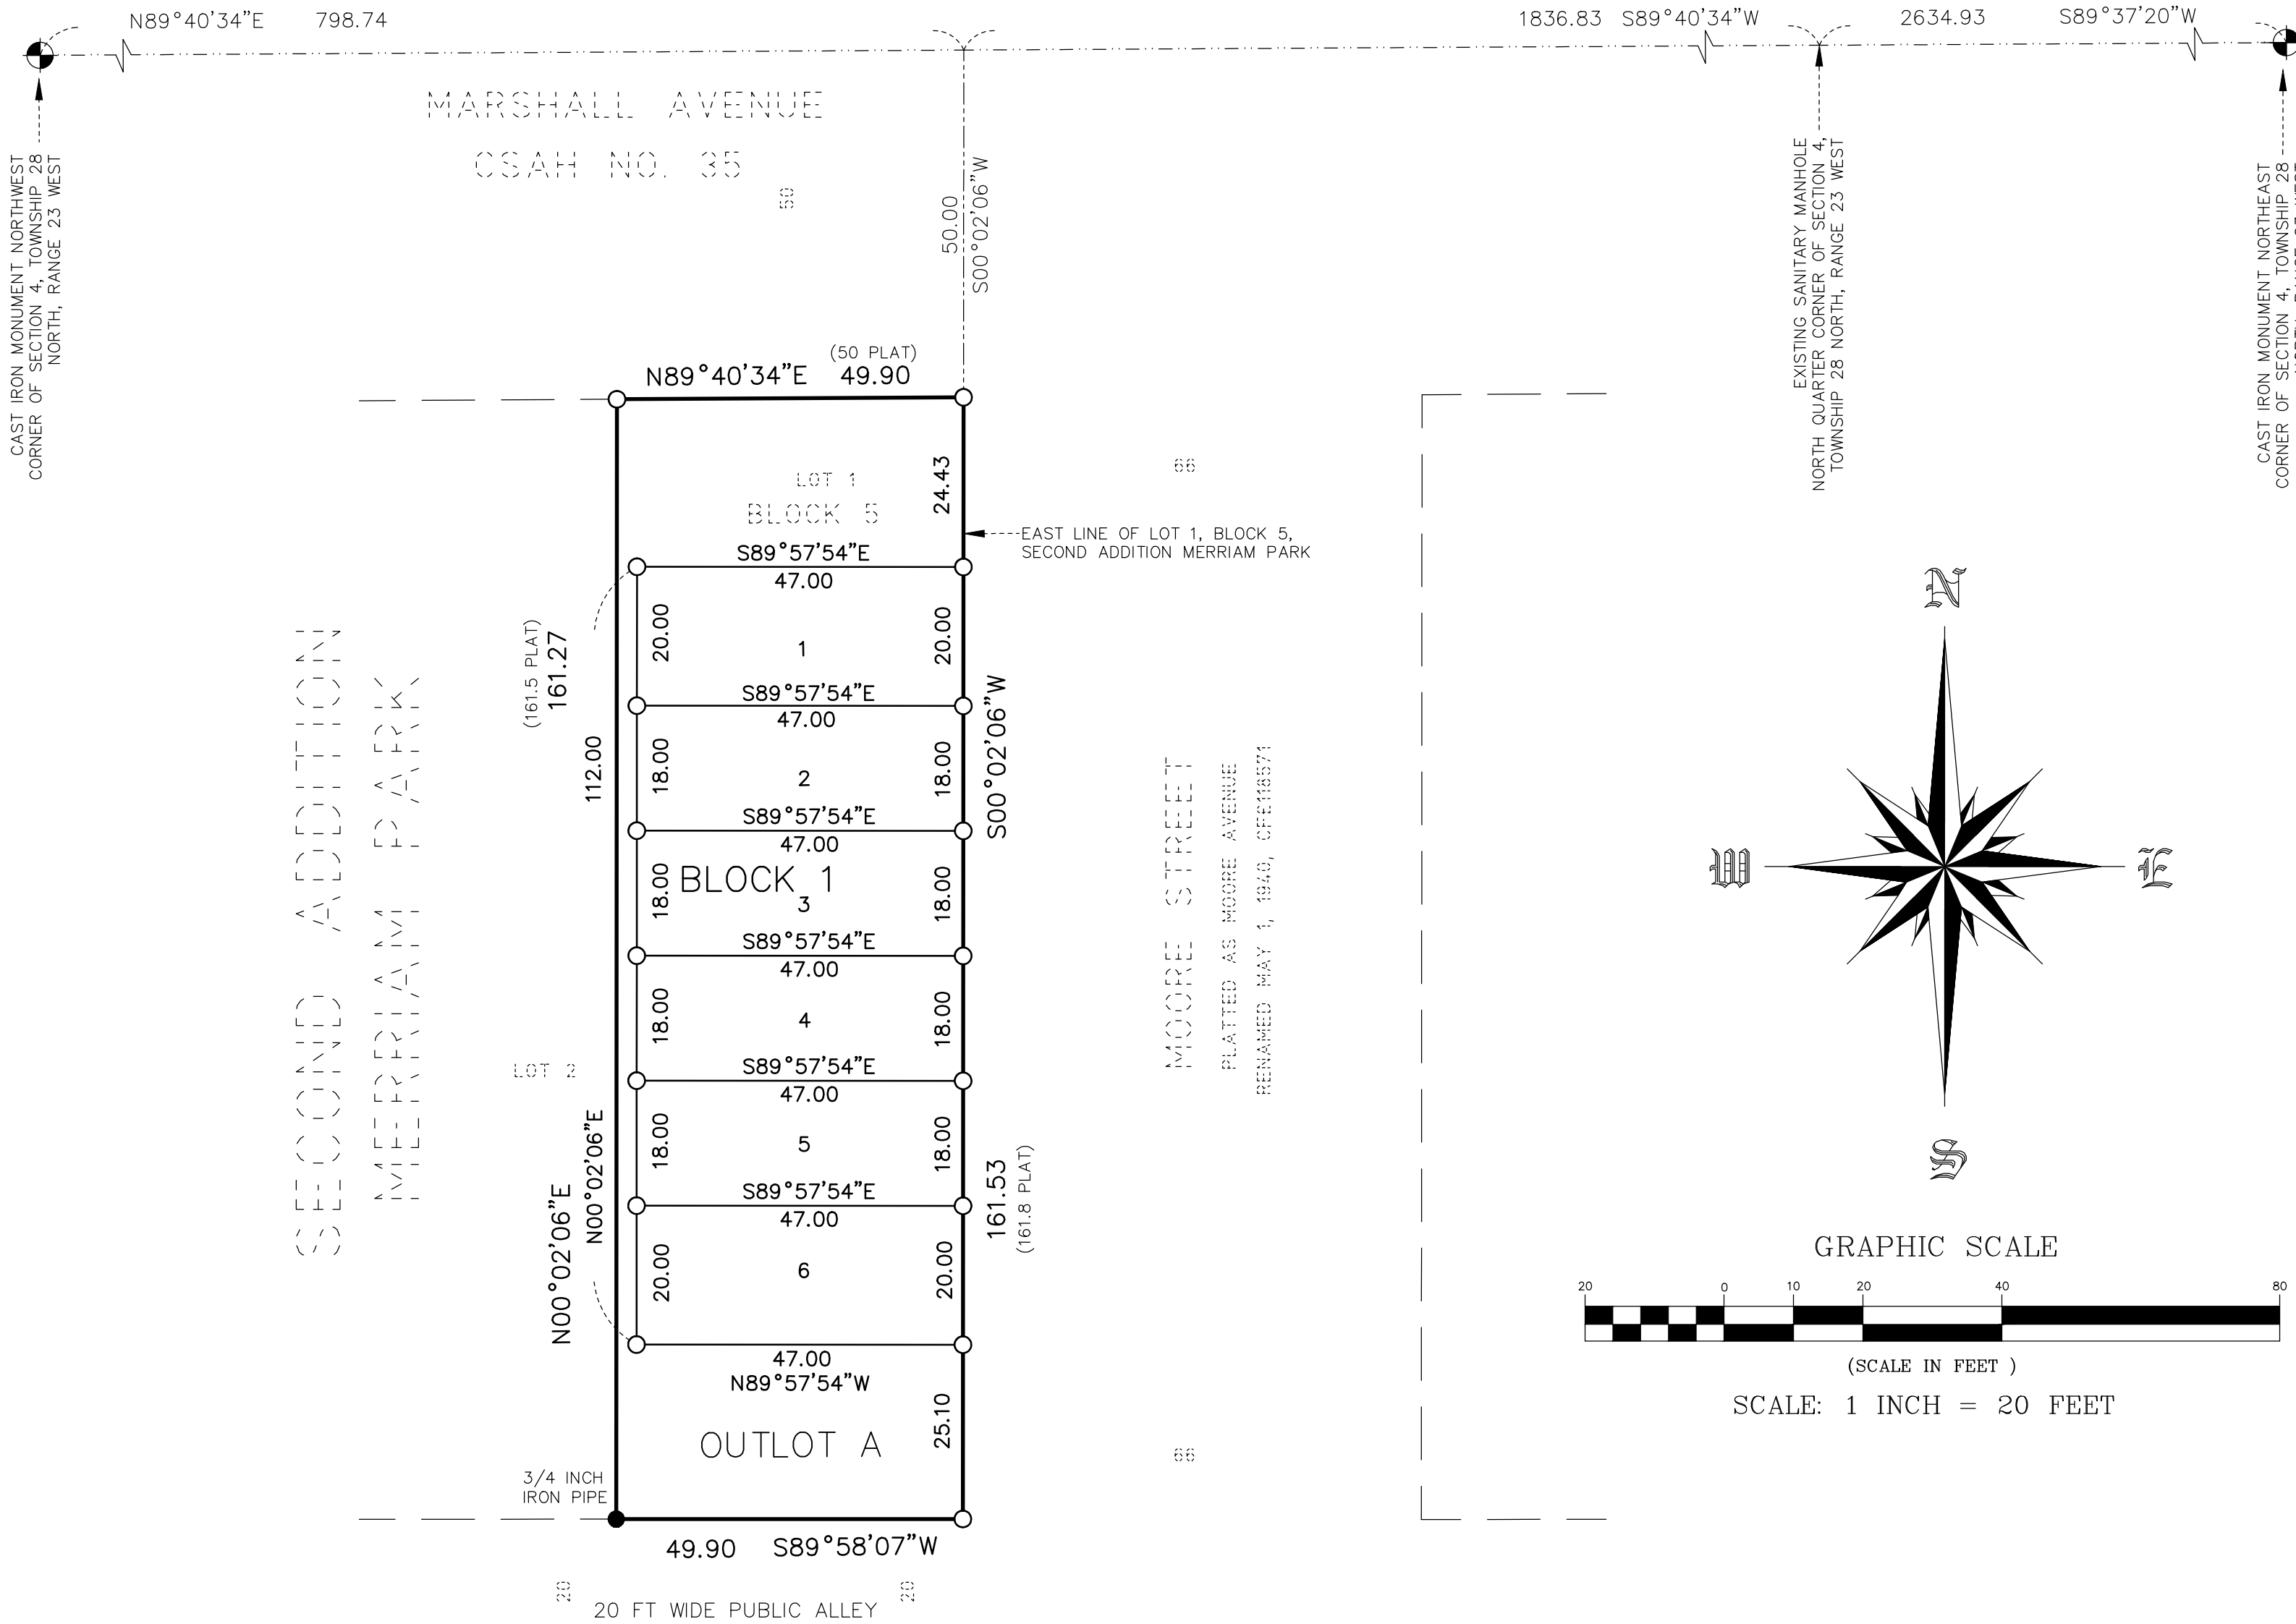 N89°40'34"E 798.74
1836.83 S89°40'34"W
2634.93 S89°37'20"W
CAST IRON MONUMENT NORTHWEST
CORNER OF SECTION 4, TOWNSHIP 28
NORTH, RANGE 23 WEST
MARSHALL AVENUE
CSAH NO. 35
50
50.00
S00°02'06"W
EXISTING SANITARY MANHOLE
NORTH QUARTER CORNER OF SECTION 4,
TOWNSHIP 28 NORTH, RANGE 23 WEST
CAST IRON MONUMENT NORTHEAST
CORNER OF SECTION 4, TOWNSHIP 28
(50 PLAT)
N89°40'34"E 49.90
LOT 1
BLOCK 5
24.43
66
EAST LINE OF LOT 1, BLOCK 5,
SECOND ADDITION MERRIAM PARK
S89°57'54"E
47.00
20.00
1
20.00
S89°57'54"E
47.00
18.00
2
18.00
S89°57'54"E
47.00
BLOCK 1
18.00
3
18.00
S89°57'54"E
47.00
18.00
4
18.00
S89°57'54"E
47.00
18.00
5
18.00
S89°57'54"E
47.00
20.00
6
20.00
47.00
N89°57'54"W
25.10
OUTLOT A
(161.5 PLAT)
161.27
112.00
N00°02'06"E
N00°02'06"E
S00°02'06"W
161.53
(161.8 PLAT)
SECOND ADDITION
MERRIAM PARK
LOT 2
MOORE STREET
PLATTED AS MOORE AVENUE
RENAMED MAY 1, 1940, CFE118571
66
3/4 INCH
IRON PIPE
49.90 S89°58'07"W
20
20
20 FT WIDE PUBLIC ALLEY
N
W
E
S
GRAPHIC SCALE
20 0 10 20 40 80
(SCALE IN FEET )
SCALE: 1 INCH = 20 FEET